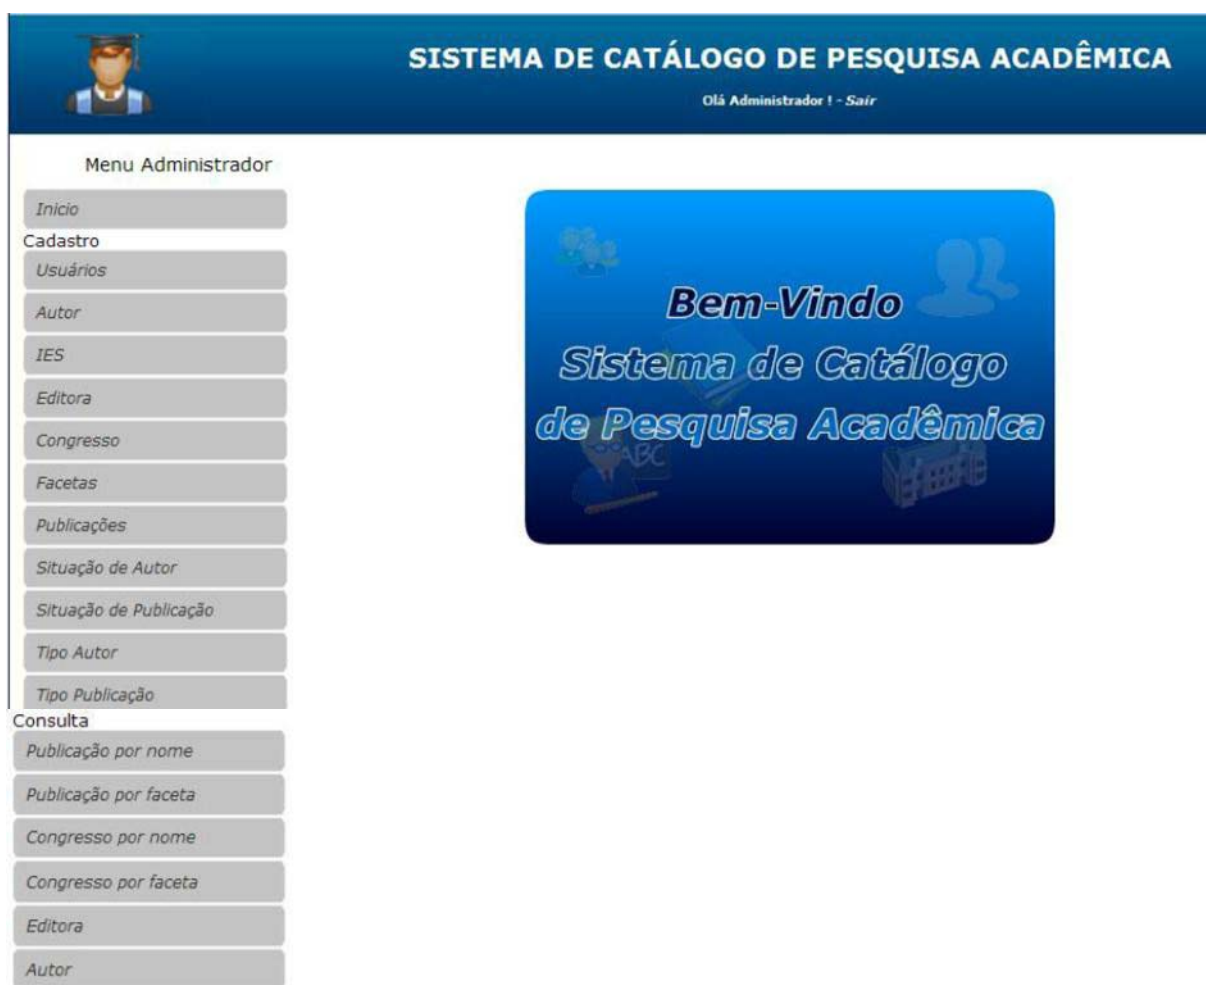 SISTEMA DE CATÁLOGO DE PESQUISA ACADÊMICA
Olá Administrador ! - Sair
Menu Administrador
Inicio
Cadastro
Usuários
Autor
IES
Editora
Congresso
Facetas
Publicações
Situação de Autor
Situação de Publicação
Tipo Autor
Tipo Publicação
Consulta
Publicação por nome
Publicação por faceta
Congresso por nome
Congresso por faceta
Editora
Autor
Bem-Vindo
Sistema de Catálogo
de Pesquisa Acadêmica
ABC